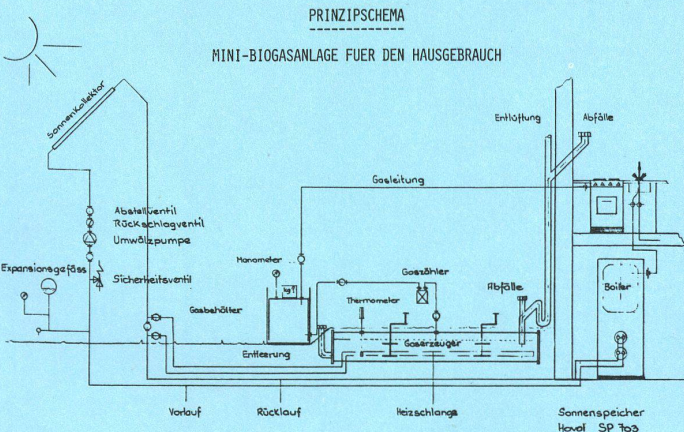 PRINZIPSCHEMA
MINI-BIOGASANLAGE FUER DEN HAUSGEBRAUCH
Sonnenkollektor
Entlüftung
Abfälle
Gasleitung
Abstellventil
Rückschlagventil
Umwälzpumpe
Manometer
Expansionsgefäss
Sicherheitsventil
kg?
Gaszähler
Boiler
Abfälle
Thermometer
Gasbehälter
Gaserzeuger
Entleerung
Vorlauf
Rücklauf
Heizschlange
Sonnenspeicher
Hoval SP 703